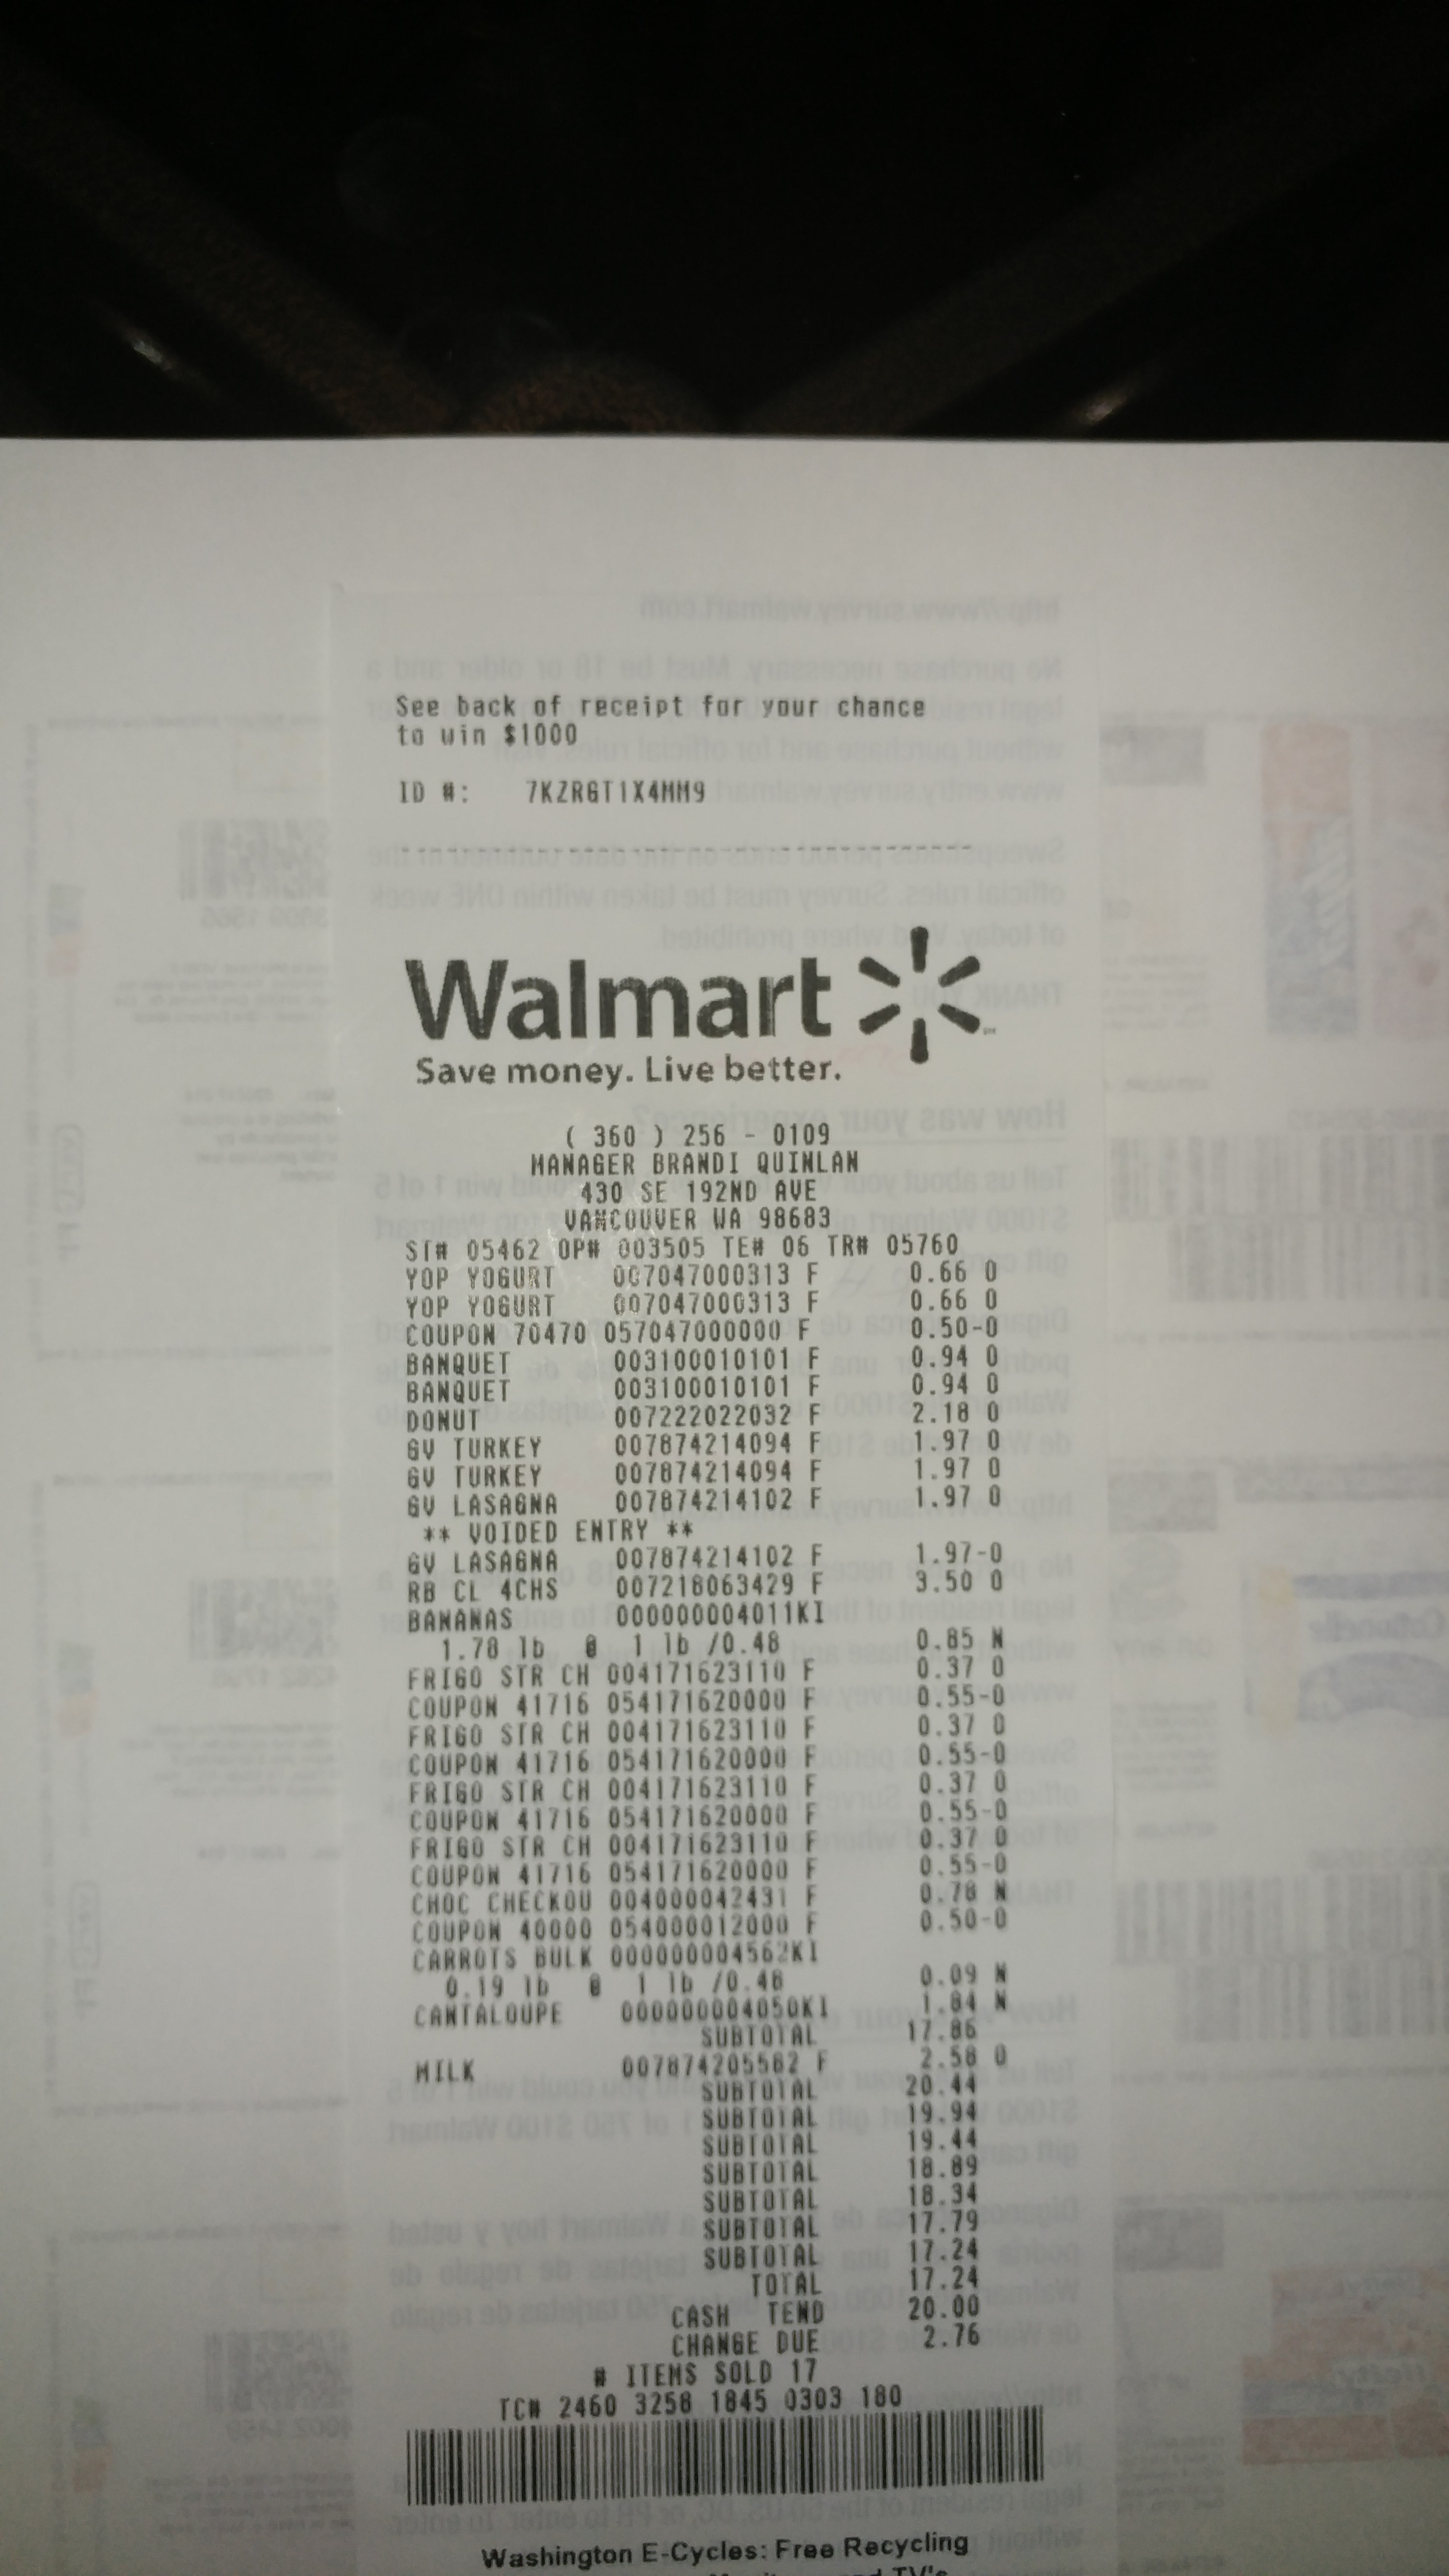 See back of receipt for your chance
to win $1000
ID #: 7KZRGT1X4MM9
Walmart
Save money. Live better.
( 360 ) 256 - 0109
MANAGER BRANDI QUINLAN
430 SE 192ND AVE
VANCOUVER WA 98683
ST# 05462 OP# 003505 TE# 06 TR# 05760
YOP YOGURT 007047000313 F 0.66 O
YOP YOGURT 007047000313 F 0.66 O
COUPON 70470 057047000000 F 0.50-O
BANQUET 003100010101 F 0.94 O
BANQUET 003100010101 F 0.94 O
DONUT 007222022032 F 2.18 O
GV TURKEY 007874214094 F 1.97 O
GV TURKEY 007874214094 F 1.97 O
GV LASAGNA 007874214102 F 1.97 O
** VOIDED ENTRY **
GV LASAGNA 007874214102 F 1.97-O
RB CL 4CHS 007218063429 F 3.50 O
BANANAS 000000004011KI
1.78 lb @ 1 lb /0.48 0.85 N
FRIGO STR CH 004171623110 F 0.37 O
COUPON 41716 054171620000 F 0.55-O
FRIGO STR CH 004171623110 F 0.37 O
COUPON 41716 054171620000 F 0.55-O
FRIGO STR CH 004171623110 F 0.37 O
COUPON 41716 054171620000 F 0.55-O
FRIGO STR CH 004171623110 F 0.37 O
COUPON 41716 054171620000 F 0.55-O
CHOC CHECKOU 004000042431 F 0.78 N
COUPON 40000 054000012000 F 0.50-O
CARROTS BULK 000000004562KI
0.19 lb @ 1 lb /0.48 0.09 N
CANTALOUPE 000000004050KI 1.84 N
SUBTOTAL 17.86
MILK 007874205582 F 2.58 O
SUBTOTAL 20.44
SUBTOTAL 19.94
SUBTOTAL 19.44
SUBTOTAL 18.89
SUBTOTAL 18.34
SUBTOTAL 17.79
SUBTOTAL 17.24
TOTAL 17.24
CASH TEND 20.00
CHANGE DUE 2.76
# ITEMS SOLD 17
TC# 2460 3258 1845 0303 180
Washington E-Cycles: Free Recycling